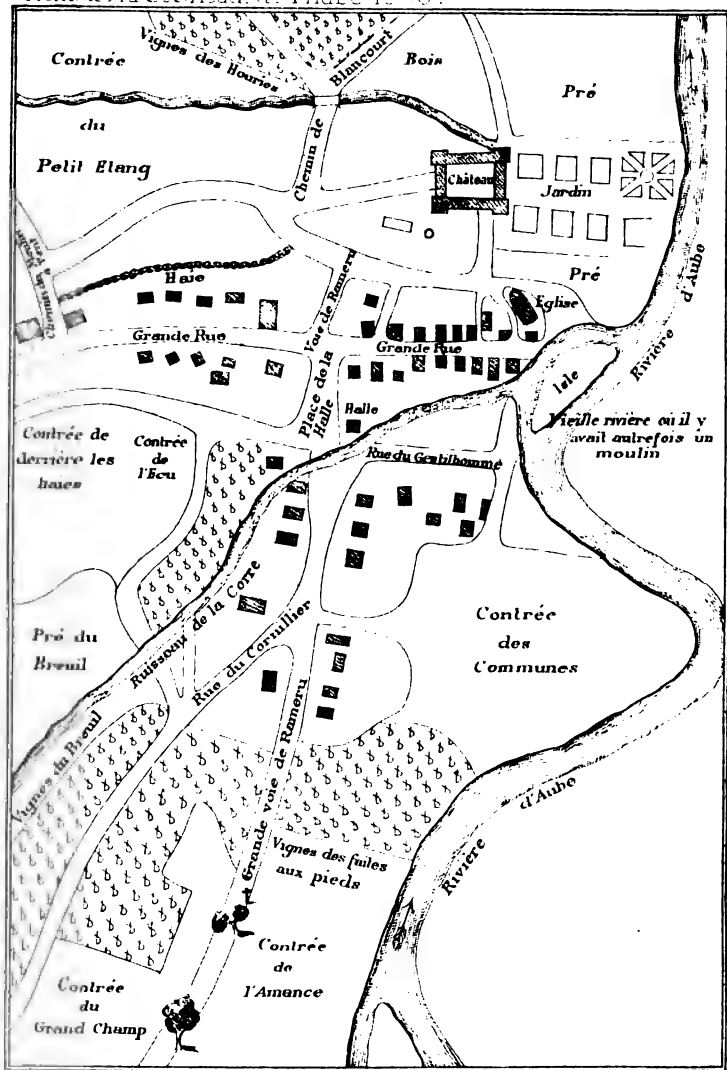 Contrée
Vignes des Houries
Blancourt
Bois
Pré
du
Petit Etang
Chemin de
Château
Jardin
Haie
Voie de Rameru
Pré
Eglise
Grande Rue
Grande Rue
Place de la
Halle
Isle
Rivière d'Aube
Halle
Vieille rivière ou il y
avait autrefois un
moulin
Contrée de
derrière les
haies
Contrée
de
l'Ecu
Rue du Gentilhomme
Ruisseau de la Corre
Rue du Cornillier
Pré du
Breuil
Contrée
des
Communes
Vignes du Breuil
Grande voie de Rameru
Rivière d'Aube
Vignes des
aux pieds
Contrée
de
l'Amance
Contrée
du
Grand Champ